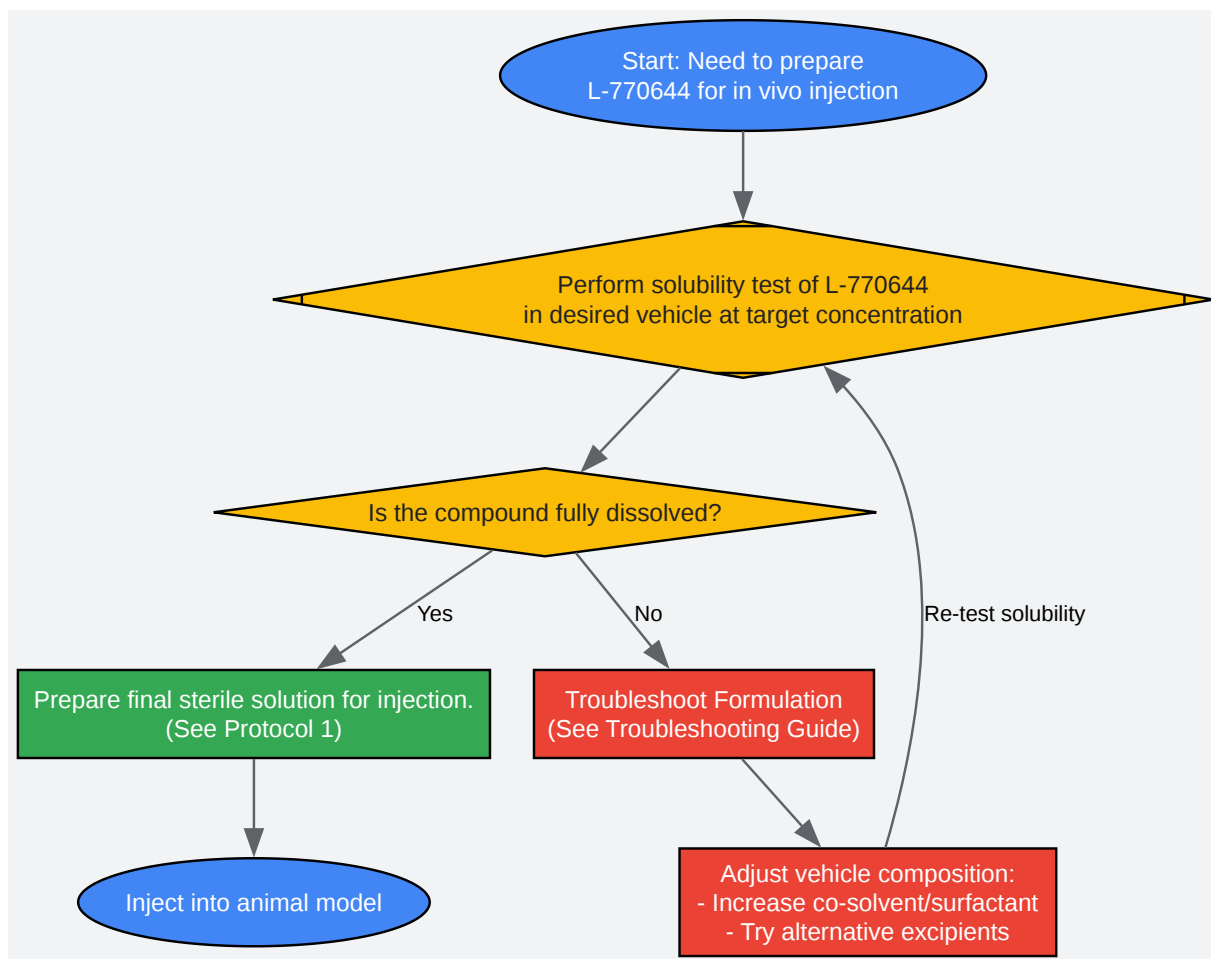 Start: Need to prepare
L-770644 for in vivo injection
Perform solubility test of L-770644
in desired vehicle at target concentration
Is the compound fully dissolved?
Yes
No
Re-test solubility
Prepare final sterile solution for injection.
(See Protocol 1)
Troubleshoot Formulation
(See Troubleshooting Guide)
Inject into animal model
Adjust vehicle composition:
- Increase co-solvent/surfactant
- Try alternative excipients